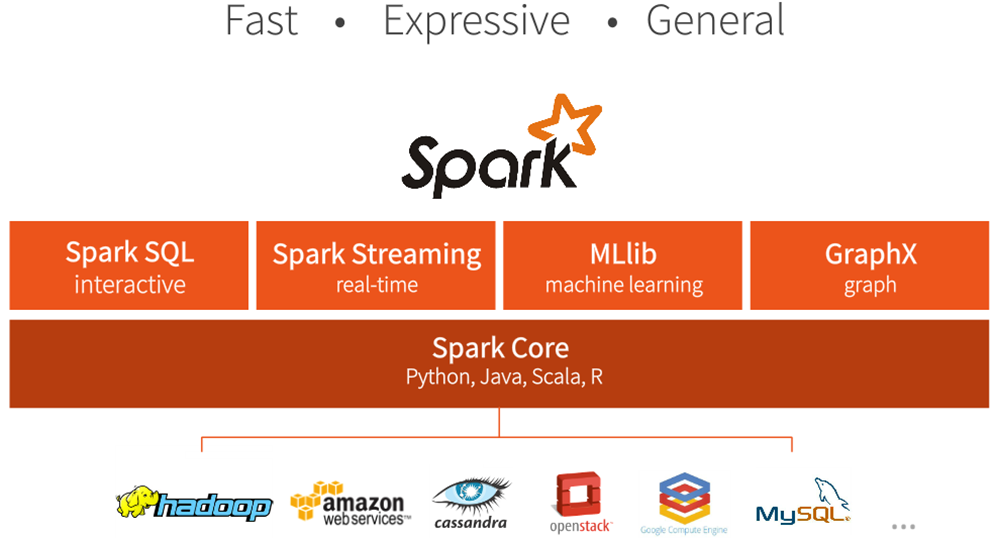 Fast • Expressive • General
Spark
Spark SQL
interactive
Spark Streaming
real-time
MLlib
machine learning
GraphX
graph
Spark Core
Python, Java, Scala, R
hadoop
amazon
web services™
cassandra
openstack™
Google Compute Engine
MySQL
...